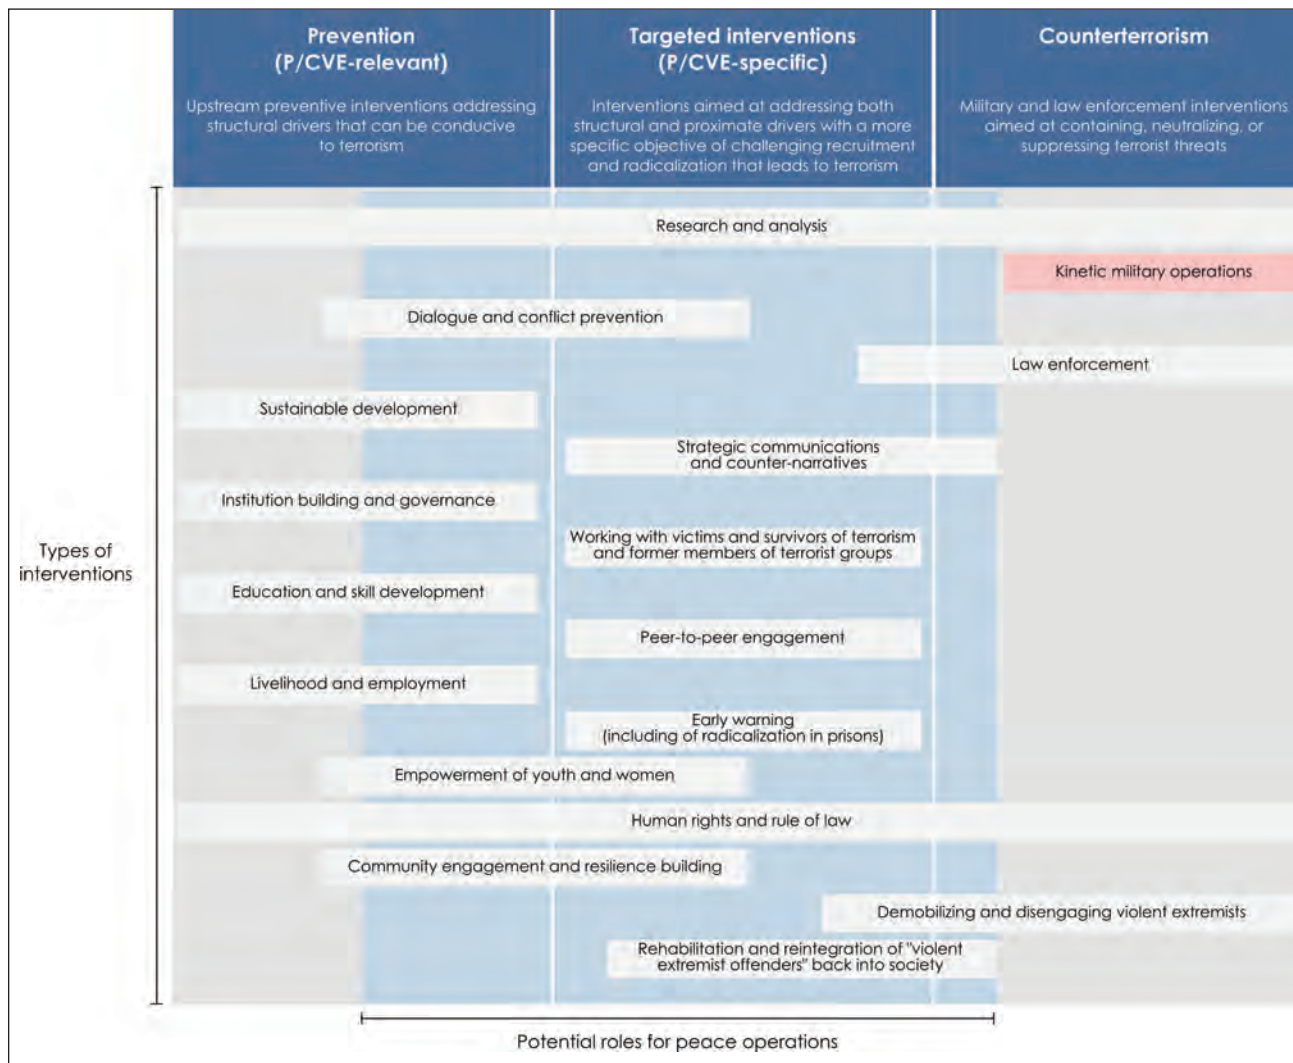 Prevention
(P/CVE-relevant)
Upstream preventive interventions addressing
structural drivers that can be conducive
to terrorism
Targeted interventions
(P/CVE-specific)
Interventions aimed at addressing both
structural and proximate drivers with a more
specific objective of challenging recruitment
and radicalization that leads to terrorism
Counterterrorism
Military and law enforcement interventions
aimed at containing, neutralizing, or
suppressing terrorist threats
Types of
interventions
Research and analysis
Kinetic military operations
Dialogue and conflict prevention
Law enforcement
Sustainable development
Strategic communications
and counter-narratives
Institution building and governance
Working with victims and survivors of terrorism
and former members of terrorist groups
Education and skill development
Peer-to-peer engagement
Livelihood and employment
Early warning
(including of radicalization in prisons)
Empowerment of youth and women
Human rights and rule of law
Community engagement and resilience building
Demobilizing and disengaging violent extremists
Rehabilitation and reintegration of "violent
extremist offenders" back into society
Potential roles for peace operations